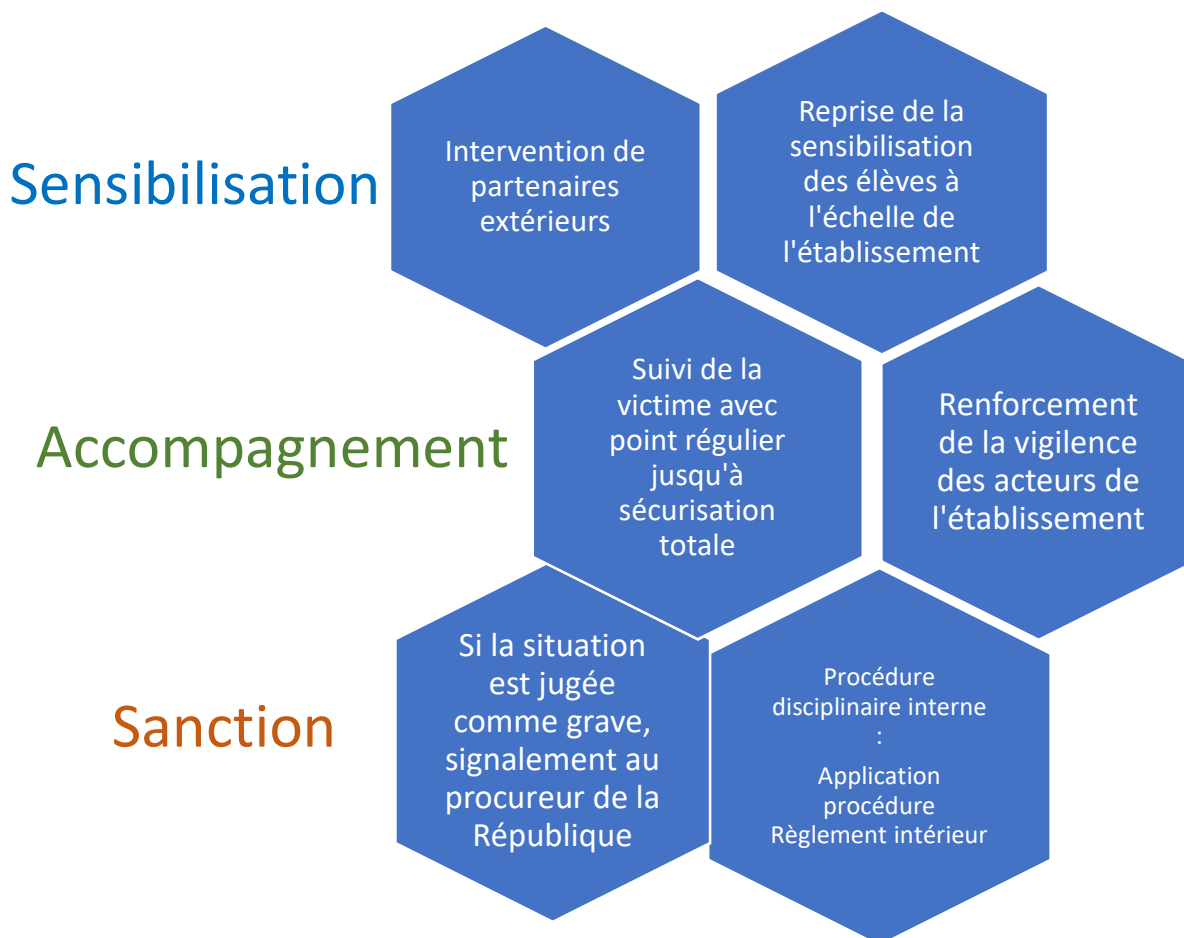 Sensibilisation
Intervention de
partenaires
extérieurs
Reprise de la
sensibilisation
des élèves à
l'échelle de
l'établissement
Accompagnement
Suivi de la
victime avec
point régulier
jusqu'à
sécurisation
totale
Renforcement
de la vigilence
des acteurs de
l'établissement
Sanction
Si la situation
est jugée
comme grave,
signalement au
procureur de la
République
Procédure
disciplinaire interne
:
Application
procédure
Règlement intérieur